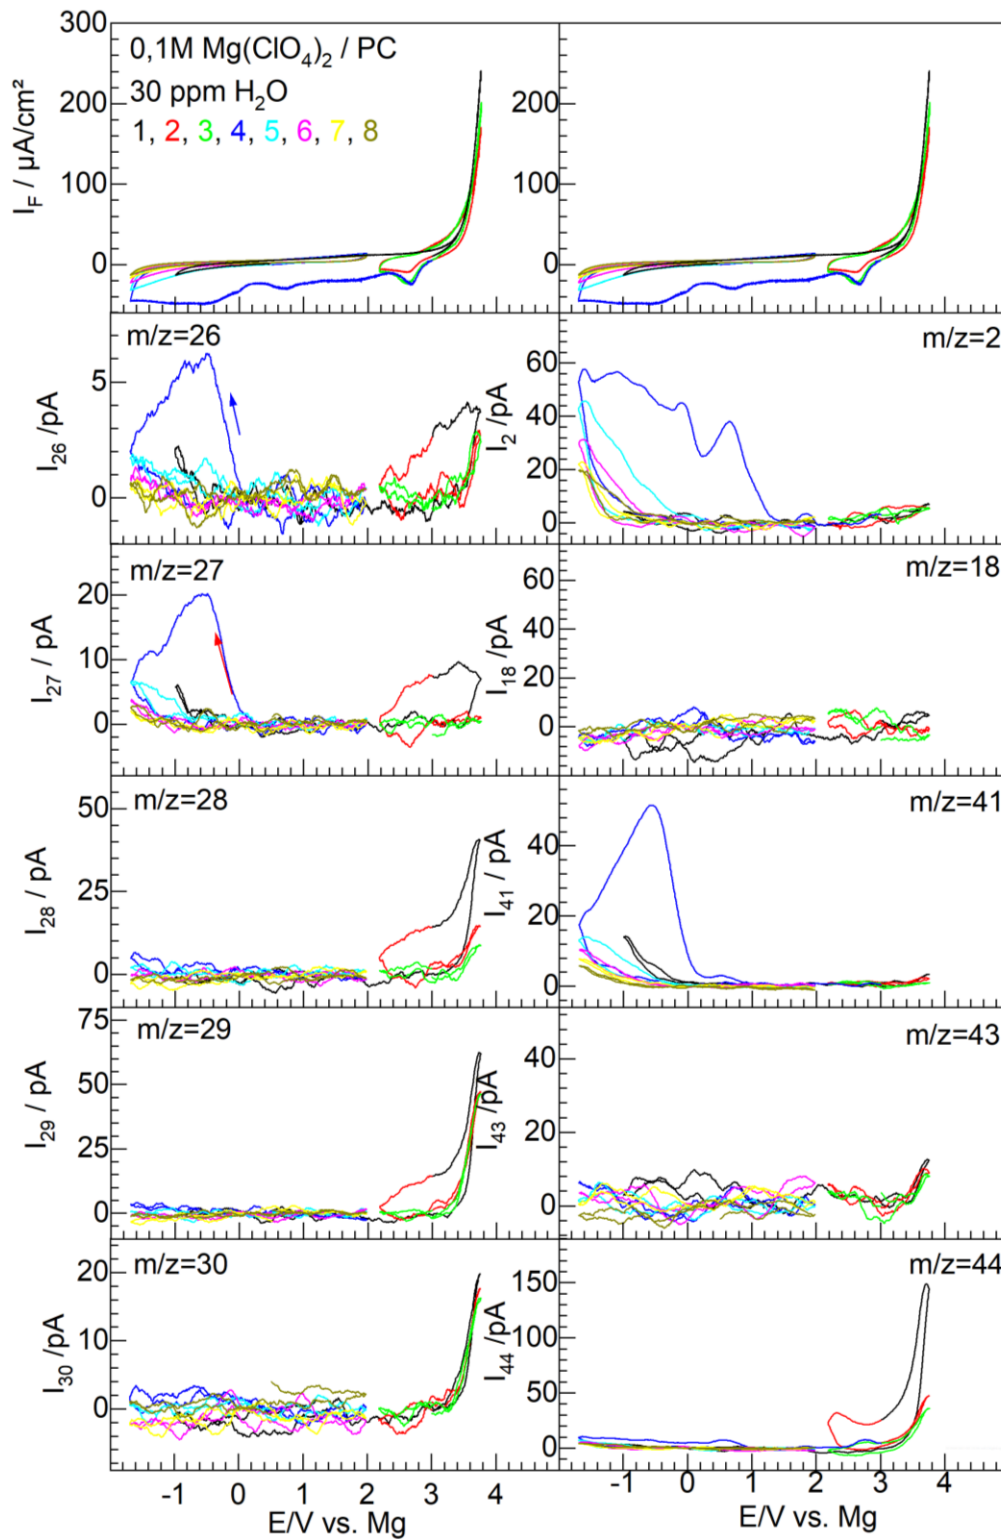 300
200
100
0
I_F / µA/cm²
0,1M Mg(ClO₄)₂ / PC
30 ppm H₂O
1, 2, 3, 4, 5, 6, 7, 8
m/z=26
5
0
I₂₆ /pA
m/z=2
60
40
20
0
I₂ /pA
m/z=27
20
10
0
I₂₇ / pA
m/z=18
60
40
20
0
I₁₈ / pA
m/z=28
50
25
0
I₂₈ / pA
m/z=41
40
20
0
I₄₁ / pA
m/z=29
75
50
25
0
I₂₉ / pA
m/z=43
40
20
0
I₄₃ /pA
m/z=30
20
10
0
I₃₀ /pA
m/z=44
150
100
50
0
I₄₄ /pA
-1 0 1 2 3 4
E/V vs. Mg
-1 0 1 2 3 4
E/V vs. Mg